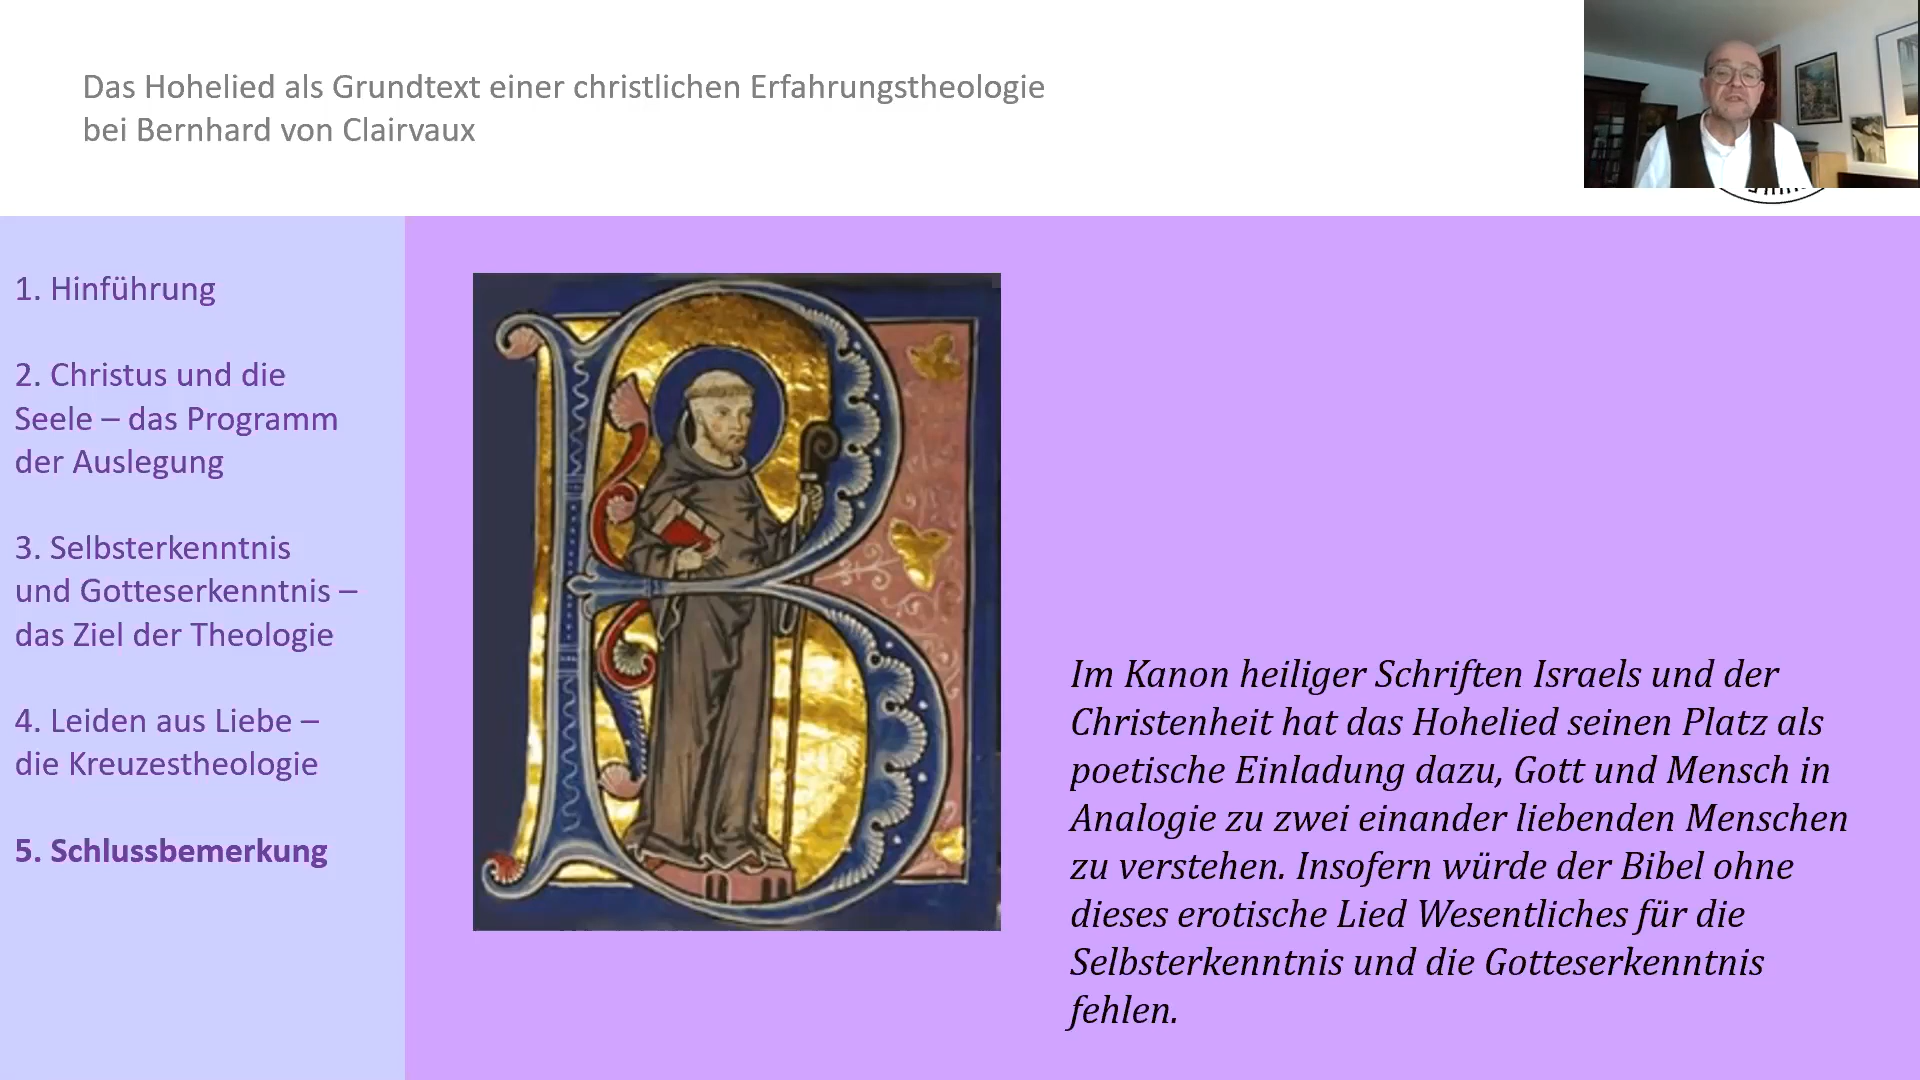 Das Hohelied als Grundtext einer christlichen Erfahrungstheologie
bei Bernhard von Clairvaux
1. Hinführung
2. Christus und die
Seele – das Programm
der Auslegung
3. Selbsterkenntnis
und Gotteserkenntnis –
das Ziel der Theologie
4. Leiden aus Liebe –
die Kreuzestheologie
5. Schlussbemerkung
Im Kanon heiliger Schriften Israels und der
Christenheit hat das Hohelied seinen Platz als
poetische Einladung dazu, Gott und Mensch in
Analogie zu zwei einander liebenden Menschen
zu verstehen. Insofern würde der Bibel ohne
dieses erotische Lied Wesentliches für die
Selbsterkenntnis und die Gotteserkenntnis
fehlen.